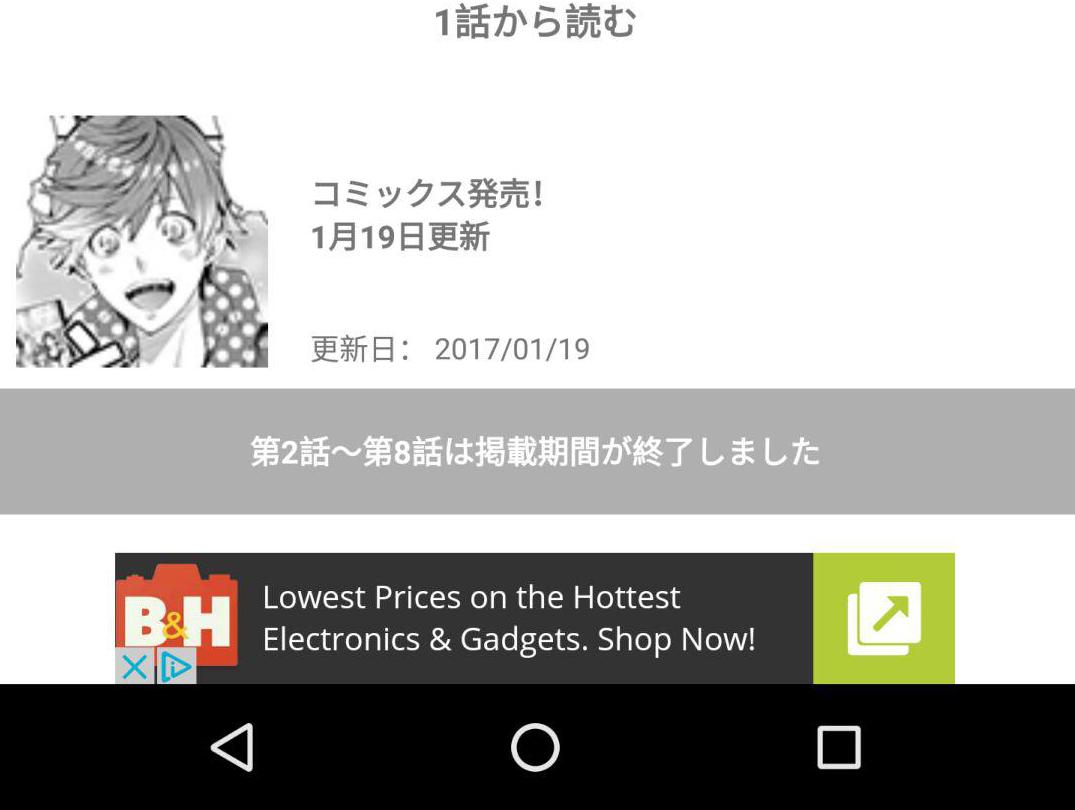 1話から読む
コミックス発売!
1月19日更新
更新日： 2017/01/19
第2話〜第8話は掲載期間が終了しました
B&H
Lowest Prices on the Hottest
Electronics & Gadgets. Shop Now!